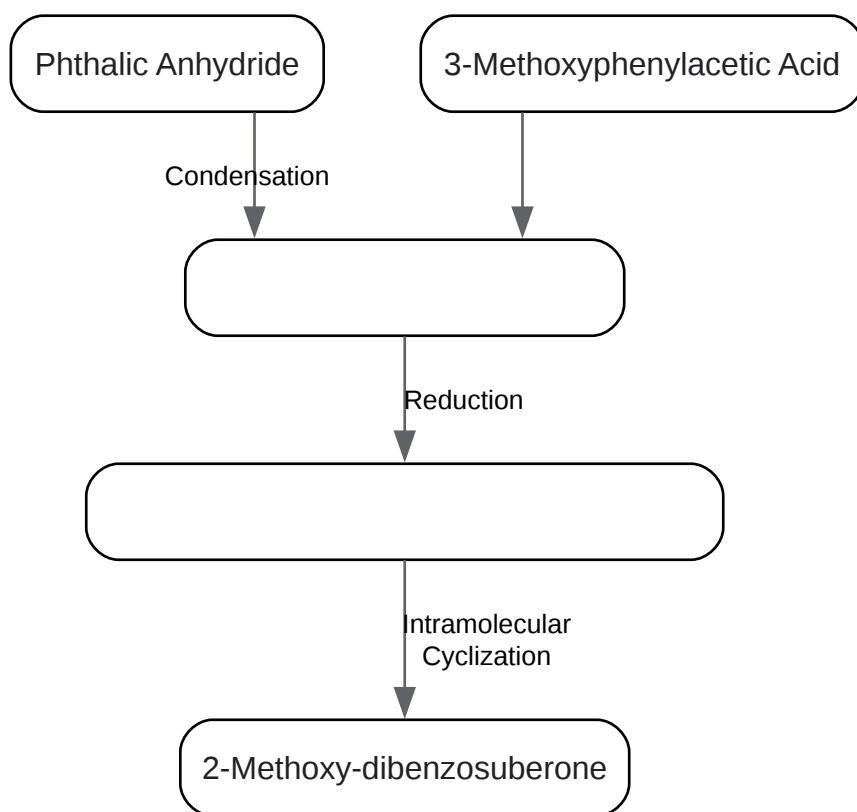 Phthalic Anhydride
3-Methoxyphenylacetic Acid
Condensation
Reduction
Intramolecular
Cyclization
2-Methoxy-dibenzosuberone